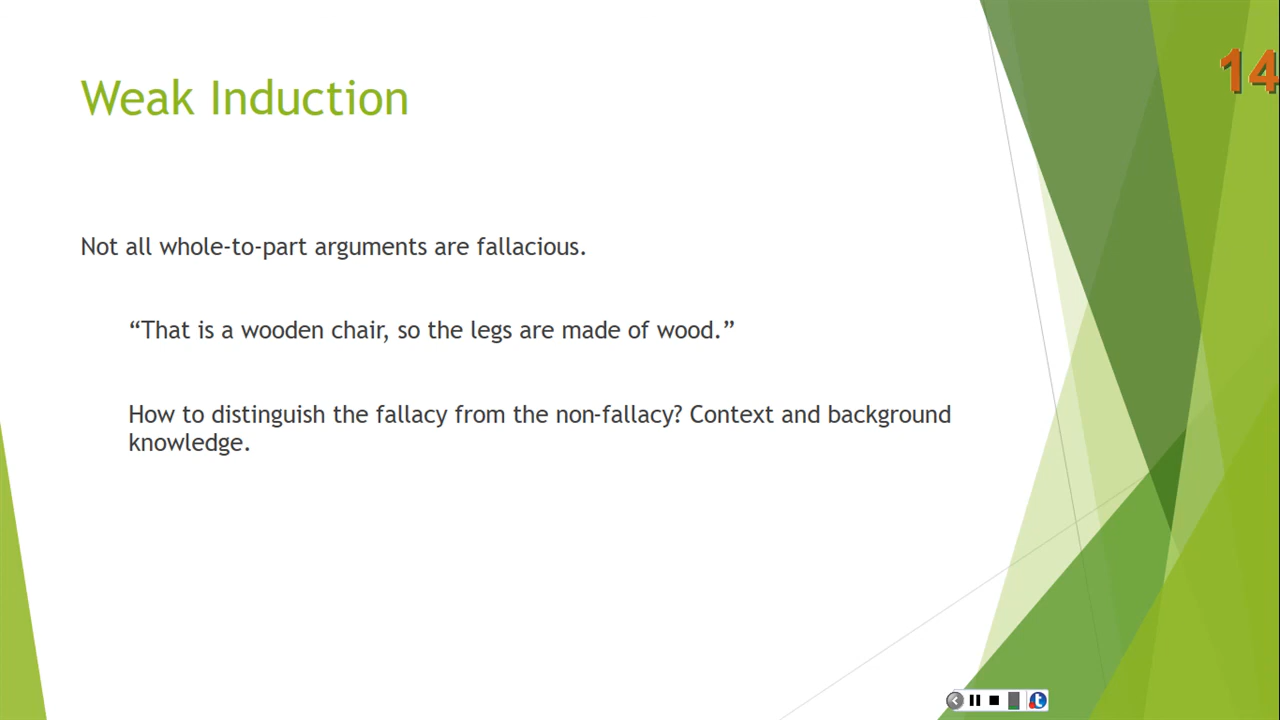 14
Weak Induction
Not all whole-to-part arguments are fallacious.
“That is a wooden chair, so the legs are made of wood.”
How to distinguish the fallacy from the non-fallacy? Context and background
knowledge.
t